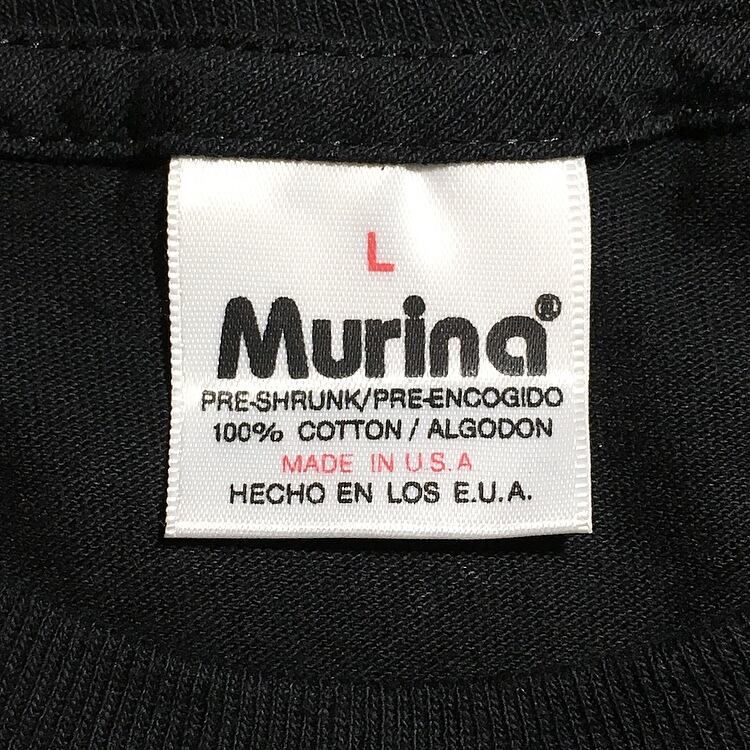 L
Murina®
PRE-SHRUNK/PRE-ENCOGIDO
100% COTTON / ALGODON
MADE IN U.S.A
HECHO EN LOS E.U.A.